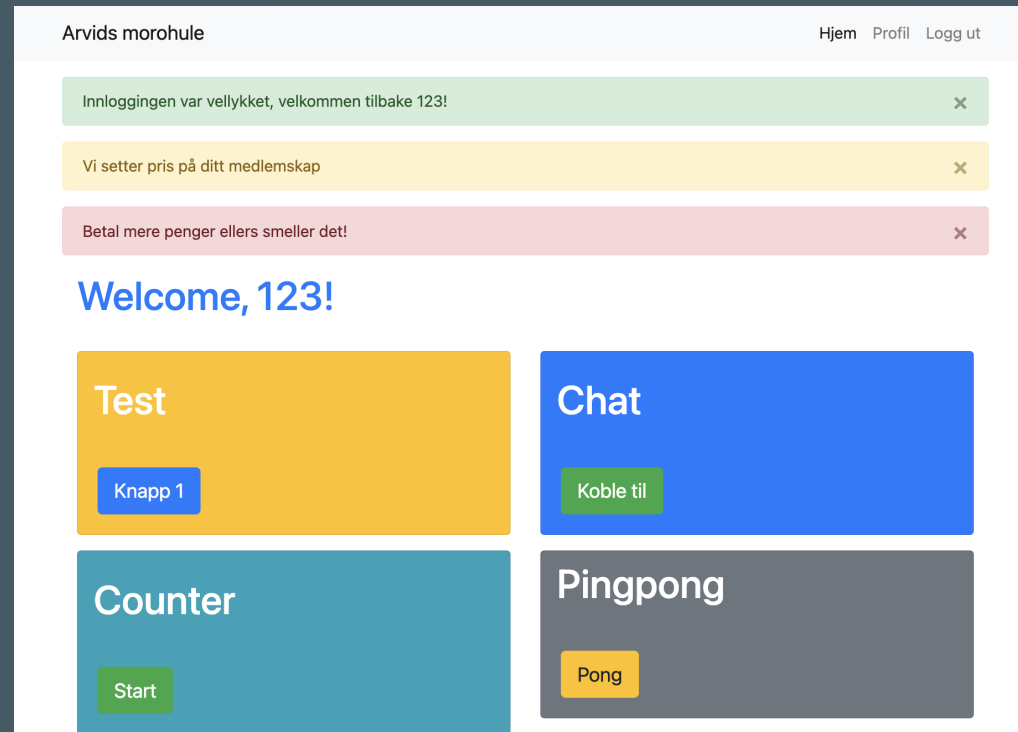 Arvids morohule
Hjem Profil Logg ut
Innloggingen var vellykket, velkommen tilbake 123!
×
Vi setter pris på ditt medlemskap
×
Betal mere penger ellers smeller det!
×
Welcome, 123!
Test
Knapp 1
Chat
Koble til
Counter
Start
Pingpong
Pong